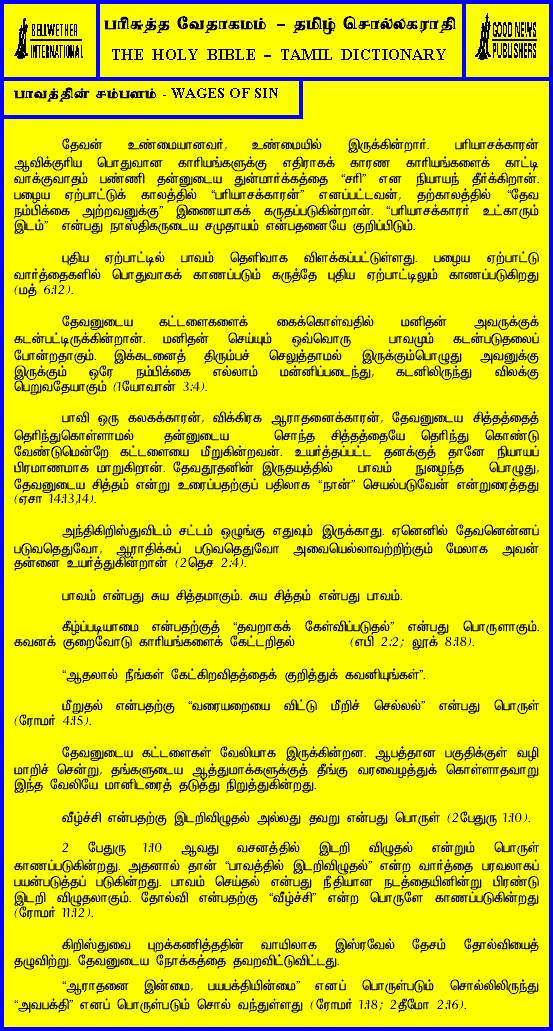 BELLWETHER
INTERNATIONAL
பரிசுத்த வேதாகமம் – தமிழ் சொல்லகராதி
THE HOLY BIBLE – TAMIL DICTIONARY
GOOD NEWS
PUBLISHERS
பாவத்தின் சம்பளம் - WAGES OF SIN
தேவன் உண்மையானவர், உண்மையில் இருக்கின்றார். பரியாசக்காரன்
ஆவிக்குரிய பொதுவான காரியங்களுக்கு எதிராகக் காரண காரியங்களைக் காட்டி
வாக்குவாதம் பண்ணி தன்னுடைய துன்மார்க்கத்தை “சரி” என நியாயந் தீர்க்கிறான்.
பழைய ஏற்பாட்டுக் காலத்தில் “பரியாசக்காரன்” எனப்பட்டவன், தற்காலத்தில் “தேவ
நம்பிக்கை அற்றவனுக்கு” இணையாகக் கருதப்படுகின்றான். “பரியாசக்காரர் உட்காரும்
இடம்” என்பது நாஸ்திகருடைய சமுதாயம் என்பதனையே குறிப்பிடும்.
புதிய ஏற்பாட்டில் பாவம் தெளிவாக விளக்கப்பட்டுள்ளது. பழைய ஏற்பாட்டு
வார்த்தைகளில் பொதுவாகக் காணப்படும் கருத்தே புதிய ஏற்பாட்டிலும் காணப்படுகிறது
(மத் 6:12).
தேவனுடைய கட்டளைகளைக் கைக்கொள்வதில் மனிதன் அவருக்குக்
கடன்பட்டிருக்கின்றான். மனிதன் செய்யும் ஒவ்வொரு பாவமும் கடன்படுதலைப்
போன்றதாகும். இக்கடனைத் திரும்பச் செலுத்தாமல் இருக்கும்பொழுது அவனுக்கு
இருக்கும் ஒரே நம்பிக்கை எல்லாம் மன்னிப்படைந்து, கடனிலிருந்து விலக்கு
பெறுவதேயாகும் (1யோவான் 3:4).
பாவி ஒரு கலகக்காரன், விக்கிரக ஆராதனைக்காரன், தேவனுடைய சித்தத்தைத்
தெரிந்துகொள்ளாமல் தன்னுடைய சொந்த சித்தத்தையே தெரிந்து கொண்டு
வேண்டுமென்றே கட்டளையை மீறுகின்றவன். உயர்த்தப்பட்ட தனக்குத் தானே நியாயப்
பிரமாணமாக மாறுகிறான். தேவதூதனின் இருதயத்தில் பாவம் நுழைந்த பொழுது,
தேவனுடைய சித்தம் என்று உரைப்பதற்குப் பதிலாக “நான்” செயல்படுவேன் என்றுரைத்தது
(ஏசா 14:13,14).
அந்திகிறிஸ்துவிடம் சட்டம் ஒழுங்கு எதுவும் இருக்காது. ஏனெனில் தேவனென்னப்
படுவதெதுவோ, ஆராதிக்கப் படுவதெதுவோ அவையெல்லாவற்றிற்கும் மேலாக அவன்
தன்னை உயர்த்துகின்றான் (2தெச 2:4).
பாவம் என்பது சுய சித்தமாகும். சுய சித்தம் என்பது பாவம்.
கீழ்ப்படியாமை என்பதற்குத் “தவறாகக் கேள்விப்படுதல்” என்பது பொருளாகும்.
கவனக் குறைவோடு காரியங்களைக் கேட்டறிதல் (எபி 2:2; லூக் 8:18).
“ஆதலால் நீங்கள் கேட்கிறவிதத்தைக் குறித்துக் கவனியுங்கள்”.
மீறுதல் என்பதற்கு “வரையறையை விட்டு மீறிச் செல்லல்” என்பது பொருள்
(ரோமர் 4:15).
தேவனுடைய கட்டளைகள் வேலியாக இருக்கின்றன. ஆபத்தான பகுதிக்குள் வழி
மாறிச் சென்று, தங்களுடைய ஆத்துமாக்களுக்குத் தீங்கு வரவழைத்துக் கொள்ளாதவாறு
இந்த வேலியே மானிடரைத் தடுத்து நிறுத்துகின்றது.
வீழ்ச்சி என்பதற்கு இடறிவிழுதல் அல்லது தவறு என்பது பொருள் (2பேதுரு 1:10).
2 பேதுரு 1:10 ஆவது வசனத்தில் இடறி விழுதல் என்றும் பொருள்
காணப்படுகின்றது. அதனால் தான் “பாவத்தில் இடறிவிழுதல்” என்ற வார்த்தை பரவலாகப்
பயன்படுத்தப் படுகின்றது. பாவம் செய்தல் என்பது நீதியான நடத்தையினின்று பிரண்டு
இடறி விழுதலாகும். தோல்வி என்பதற்கு “வீழ்ச்சி” என்ற பொருளே காணப்படுகின்றது
(ரோமர் 11:12).
கிறிஸ்துவை புறக்கணித்ததின் வாயிலாக இஸ்ரவேல் தேசம் தோல்வியைத்
தழுவிற்று. தேவனுடைய நோக்கத்தை தவறவிட்டுவிட்டது.
“ஆராதனை இன்மை, பயபக்தியின்மை” எனப் பொருள்படும் சொல்லிலிருந்து
“அவபக்தி” எனப் பொருள்படும் சொல் வந்துள்ளது (ரோமர் 1:18; 2தீமோ 2:16).